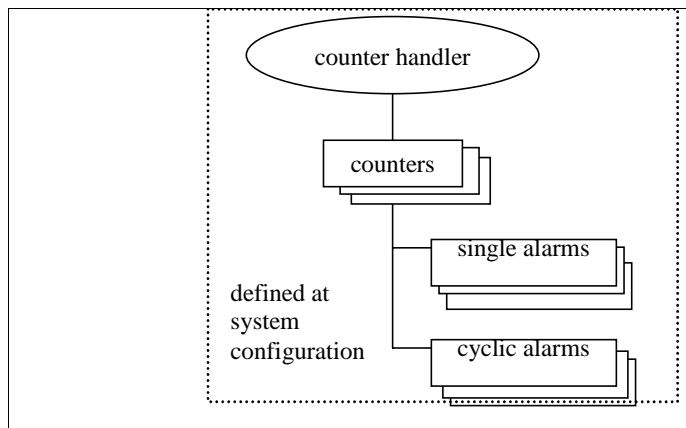 counter handler
counters
single alarms
defined at
system
configuration
cyclic alarms